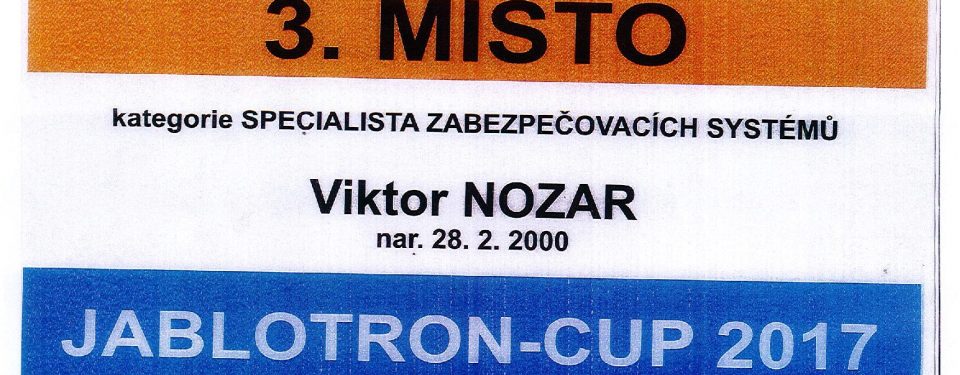 3. MÍSTO
kategorie SPECIALISTA ZABEZPEČOVACÍCH SYSTÉMŮ
Viktor NOZAR
nar. 28. 2. 2000
JABLOTRON-CUP 2017